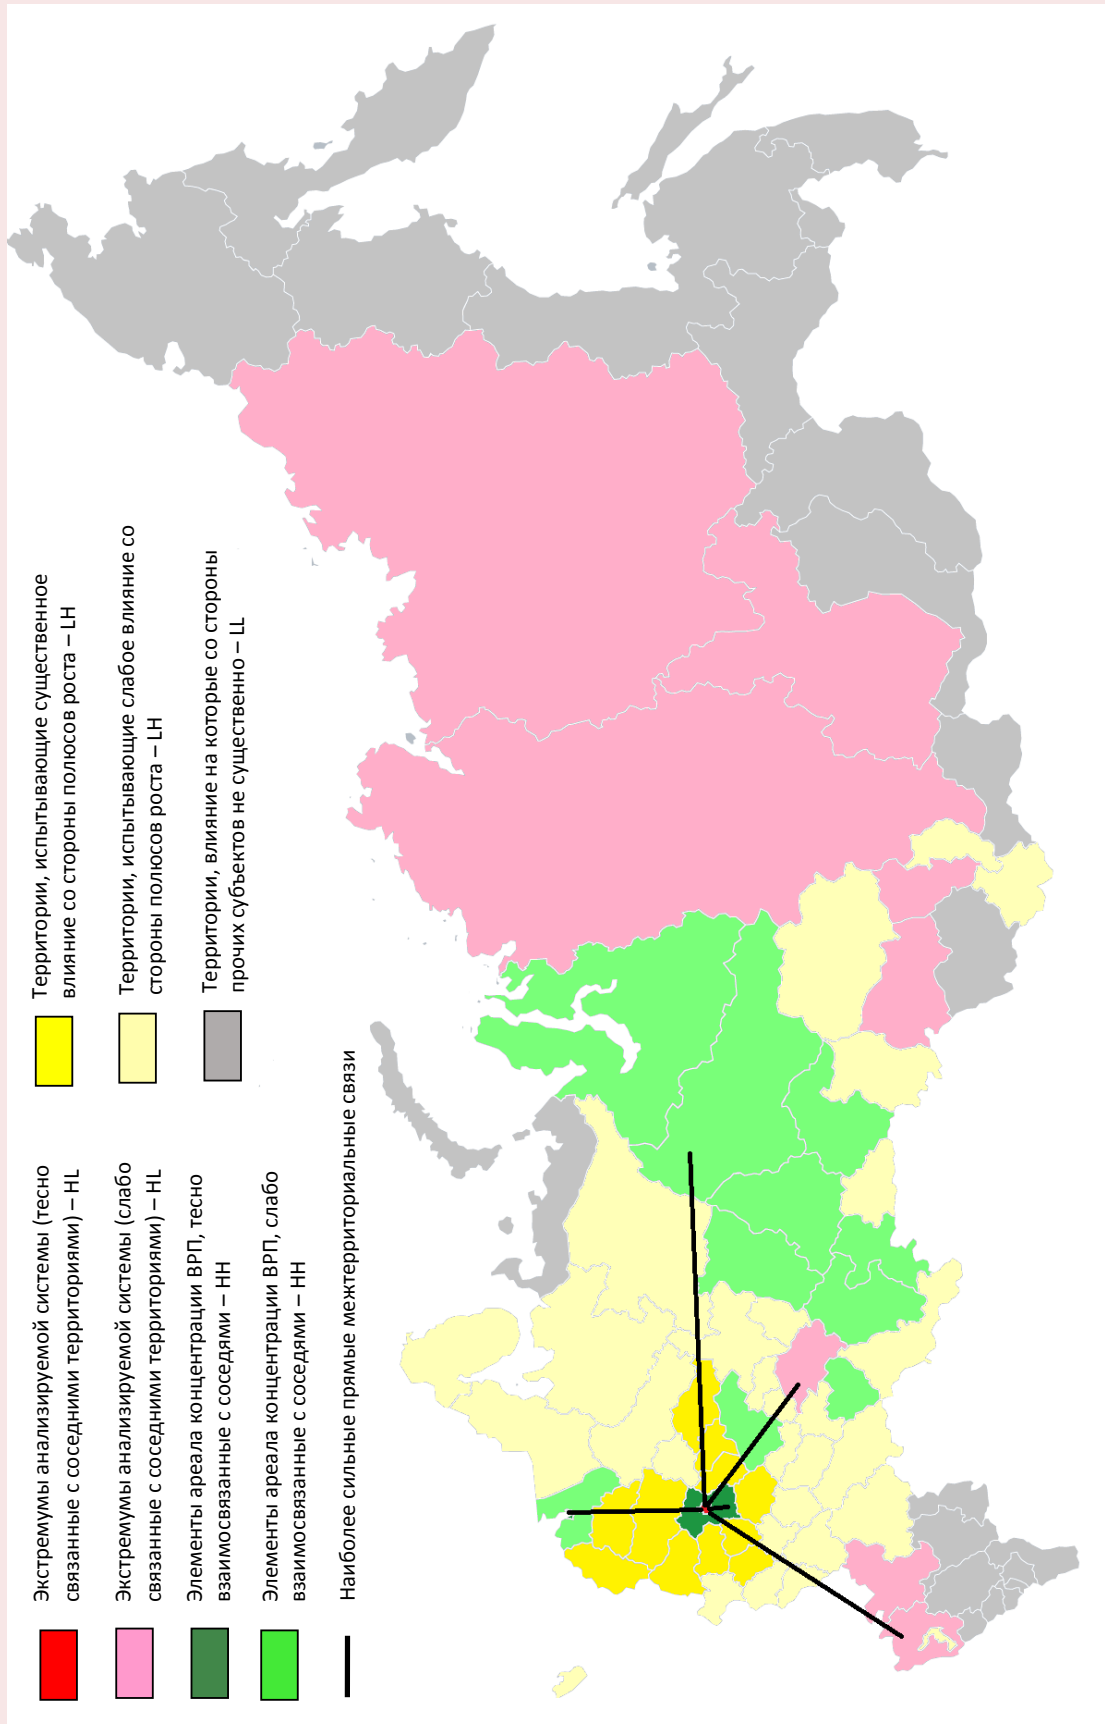 Экстремумы анализируемой системы (тесно
связанные с соседними территориями) – HL
Экстремумы анализируемой системы (слабо
связанные с соседними территориями) – HL
Элементы ареала концентрации ВРП, тесно
взаимосвязанные с соседями – НН
Элементы ареала концентрации ВРП, слабо
взаимосвязанные с соседями – НН
Наиболее сильные прямые межтерриториальные связи
Территории, испытывающие существенное
влияние со стороны полюсов роста – LH
Территории, испытывающие слабое влияние со
стороны полюсов роста – LH
Территории, влияние на которые со стороны
прочих субъектов не существенно – LL